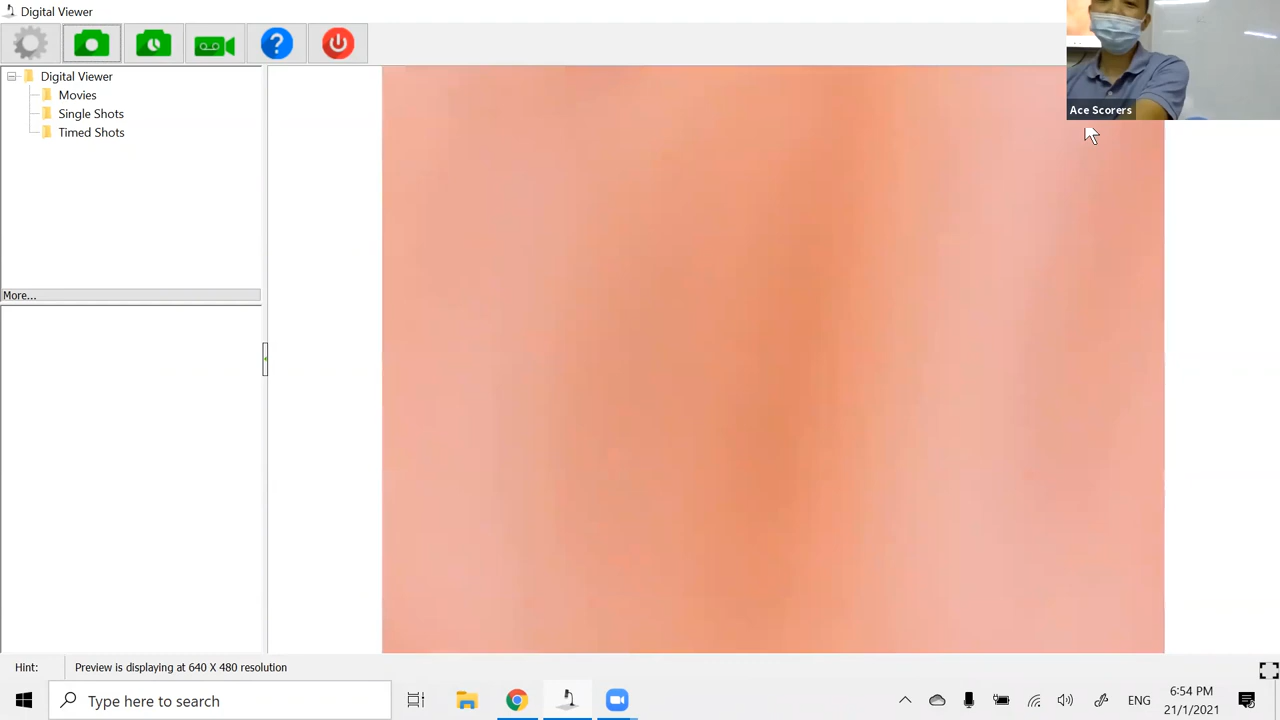 Digital Viewer
Ace Scorers
Digital Viewer
Movies
Single Shots
Timed Shots
More...
Hint:
Preview is displaying at 640 X 480 resolution
Type here to search
ENG
6:54 PM
21/1/2021